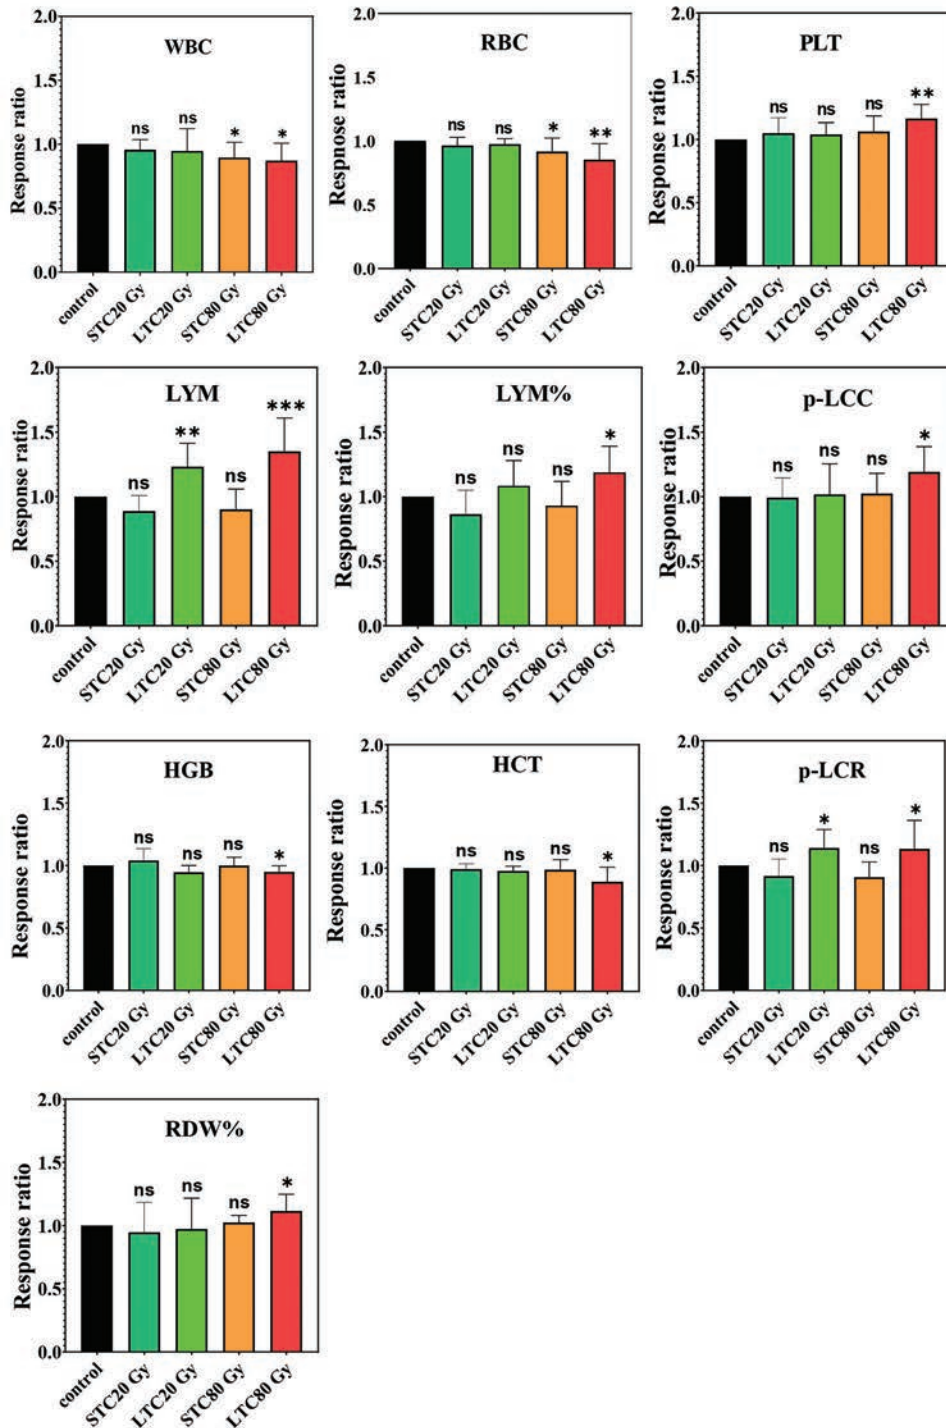 WBC
Response ratio
2.0
1.5
1.0
0.5
0.0
ns
ns
*
*
control
STC20 Gy
LTC20 Gy
STC80 Gy
LTC80 Gy
RBC
Respnose ratio
2.0
1.5
1.0
0.5
0.0
ns
ns
*
**
control
STC20 Gy
LTC20 Gy
STC80 Gy
LTC80 Gy
PLT
Response ratio
2.0
1.5
1.0
0.5
0.0
ns
ns
ns
**
control
STC20 Gy
LTC20 Gy
STC80 Gy
LTC80 Gy
LYM
Response ratio
2.0
1.5
1.0
0.5
0.0
ns
**
ns
***
control
STC20 Gy
LTC20 Gy
STC80 Gy
LTC80 Gy
LYM%
Response ratio
2.0
1.5
1.0
0.5
0.0
ns
ns
ns
*
control
STC20 Gy
LTC20 Gy
STC80 Gy
LTC80 Gy
p-LCC
Response ratio
2.0
1.5
1.0
0.5
0.0
ns
ns
ns
*
control
STC20 Gy
LTC20 Gy
STC80 Gy
LTC80 Gy
HGB
Response ratio
2.0
1.5
1.0
0.5
0.0
ns
ns
ns
*
control
STC20 Gy
LTC20 Gy
STC80 Gy
LTC80 Gy
HCT
Response ratio
2.0
1.5
1.0
0.5
0.0
ns
ns
ns
*
control
STC20 Gy
LTC20 Gy
STC80 Gy
LTC80 Gy
p-LCR
Response ratio
2.0
1.5
1.0
0.5
0.0
ns
*
ns
*
control
STC20 Gy
LTC20 Gy
STC80 Gy
LTC80 Gy
RDW%
Response ratio
2.0
1.5
1.0
0.5
0.0
ns
ns
ns
*
control
STC20 Gy
LTC20 Gy
STC80 Gy
LTC80 Gy